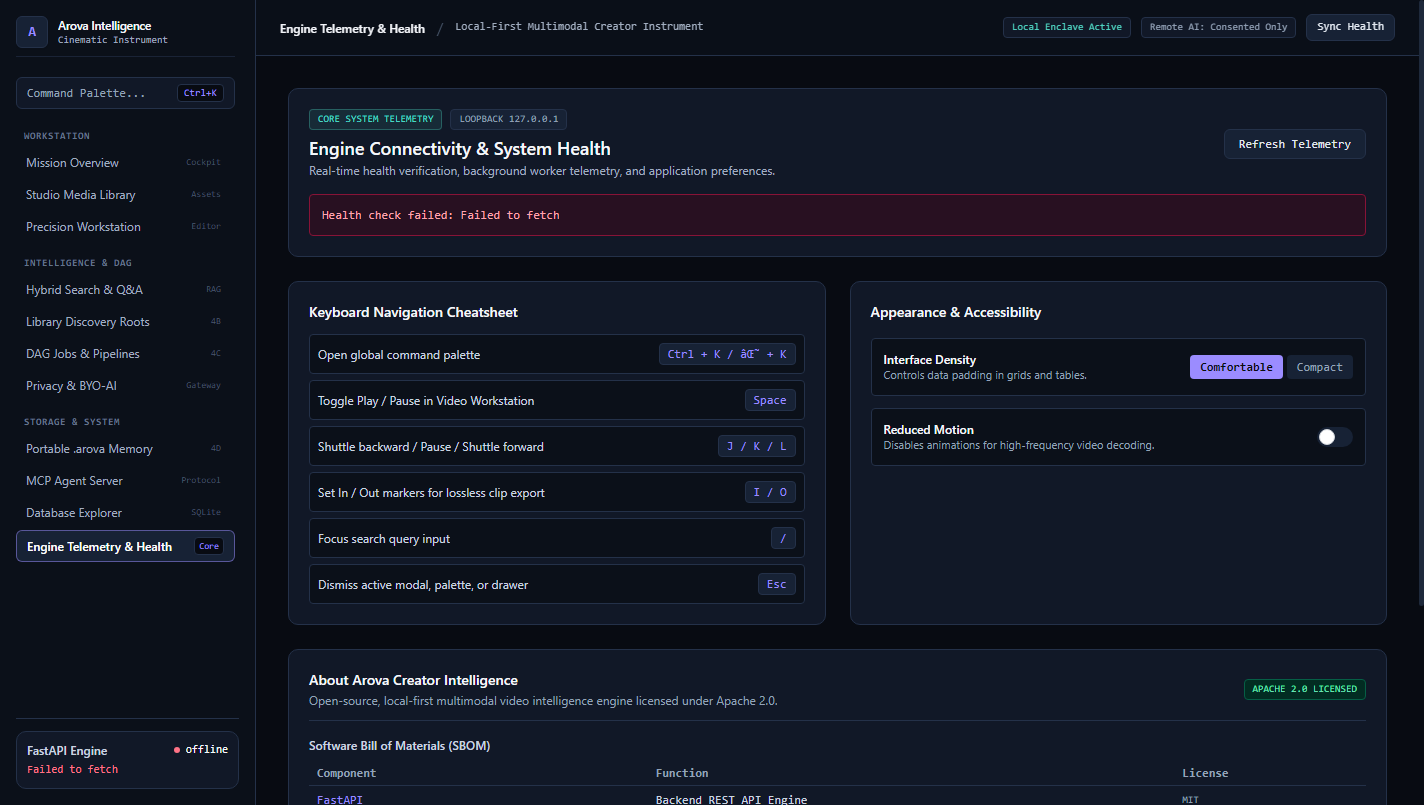 A
Arova Intelligence
Cinematic Instrument
Command Palette... Ctrl+K
WORKSTATION
Mission Overview Cockpit
Studio Media Library Assets
Precision Workstation Editor
INTELLIGENCE & DAG
Hybrid Search & Q&A RAG
Library Discovery Roots 4B
DAG Jobs & Pipelines 4C
Privacy & BYO-AI Gateway
STORAGE & SYSTEM
Portable .arova Memory 4D
MCP Agent Server Protocol
Database Explorer SQLite
Engine Telemetry & Health Core
FastAPI Engine offline
Failed to fetch
Engine Telemetry & Health / Local-First Multimodal Creator Instrument
Local Enclave Active
Remote AI: Consented Only
Sync Health
CORE SYSTEM TELEMETRY LOOPBACK 127.0.0.1
Engine Connectivity & System Health
Real-time health verification, background worker telemetry, and application preferences.
Refresh Telemetry
Health check failed: Failed to fetch
Keyboard Navigation Cheatsheet
Open global command palette Ctrl + K / âŒ˜ + K
Toggle Play / Pause in Video Workstation Space
Shuttle backward / Pause / Shuttle forward J / K / L
Set In / Out markers for lossless clip export I / O
Focus search query input /
Dismiss active modal, palette, or drawer Esc
Appearance & Accessibility
Interface Density
Controls data padding in grids and tables.
Comfortable Compact
Reduced Motion
Disables animations for high-frequency video decoding.
About Arova Creator Intelligence
Open-source, local-first multimodal video intelligence engine licensed under Apache 2.0.
APACHE 2.0 LICENSED
Software Bill of Materials (SBOM)
Component Function License
FastAPI Backend REST API Engine MIT